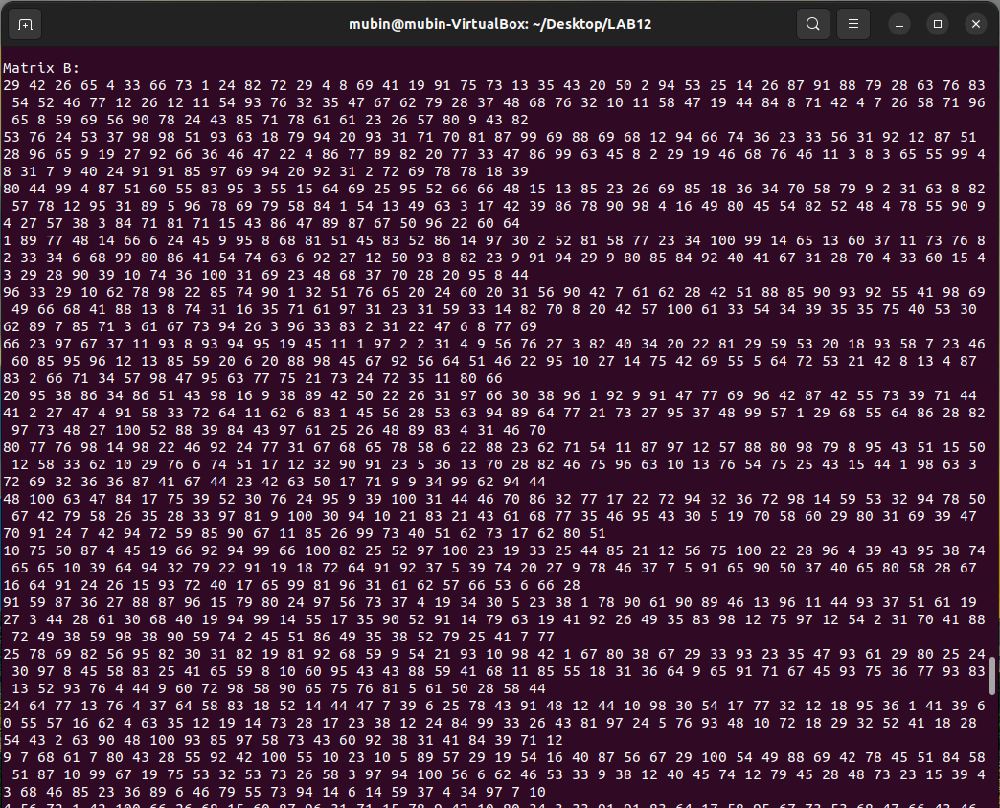 mubin@mubin-VirtualBox: ~/Desktop/LAB12
Matrix B:
29 42 26 65 4 33 66 73 1 24 82 72 29 4 8 69 41 19 91 75 73 13 35 43 20 50 2 94 53 25 14 26 87 91 88 79 28 63 76 83
54 52 46 77 12 26 12 11 54 93 76 32 35 47 67 62 79 28 37 48 68 76 32 10 11 58 47 19 44 84 8 71 42 4 7 26 58 71 96
65 8 59 69 56 90 78 24 43 85 71 78 61 61 23 26 57 80 9 43 82
53 76 24 53 37 98 98 51 93 63 18 79 94 20 93 31 71 70 81 87 99 69 88 69 68 12 94 66 74 36 23 33 56 31 92 12 87 51
28 96 65 9 19 27 92 66 36 46 47 22 4 86 77 89 82 20 77 33 47 86 99 63 45 8 2 29 19 46 68 76 46 11 3 8 3 65 55 99 4
8 31 7 9 40 24 91 91 85 97 69 94 20 92 31 2 72 69 78 78 18 39
80 44 99 4 87 51 60 55 83 95 3 55 15 64 69 25 95 52 66 66 48 15 13 85 23 26 69 85 18 36 34 70 58 79 9 2 31 63 8 82
57 78 12 95 31 89 5 96 78 69 79 58 84 1 54 13 49 63 3 17 42 39 86 78 90 98 4 16 49 80 45 54 82 52 48 4 78 55 90 9
4 27 57 38 3 84 71 81 71 15 43 86 47 89 87 67 50 96 22 60 64
1 89 77 48 14 66 6 24 45 9 95 8 68 81 51 45 83 52 86 14 97 30 2 52 81 58 77 23 34 100 99 14 65 13 60 37 11 73 76 8
2 33 34 6 68 99 80 86 41 54 74 63 6 92 27 12 50 93 8 82 23 9 91 94 29 9 80 85 84 92 40 41 67 31 28 70 4 33 60 15 4
3 29 28 90 39 10 74 36 100 31 69 23 48 68 37 70 28 20 95 8 44
96 33 29 10 62 78 98 22 85 74 90 1 32 51 76 65 20 24 60 20 31 56 90 42 7 61 62 28 42 51 88 85 90 93 92 55 41 98 69
49 66 68 41 88 13 8 74 31 16 35 71 61 97 31 23 31 59 33 14 82 70 8 20 42 57 100 61 33 54 34 39 35 35 75 40 53 30
62 89 7 85 71 3 61 67 73 94 26 3 96 33 83 2 31 22 47 6 8 77 69
66 23 97 67 37 11 93 8 93 94 95 19 45 11 1 97 2 2 31 4 9 56 76 27 3 82 40 34 20 22 81 29 59 53 20 18 93 58 7 23 46
60 85 95 96 12 13 85 59 20 6 20 88 98 45 67 92 56 64 51 46 22 95 10 27 14 75 42 69 55 5 64 72 53 21 42 8 13 4 87
83 2 66 71 34 57 98 47 95 63 77 75 21 73 24 72 35 11 80 66
20 95 38 86 34 86 51 43 98 16 9 38 89 42 50 22 26 31 97 66 30 38 96 1 92 9 91 47 77 69 96 42 87 42 55 73 39 71 44
41 2 27 47 4 91 58 33 72 64 11 62 6 83 1 45 56 28 53 63 94 89 64 77 21 73 27 95 37 48 99 57 1 29 68 55 64 86 28 82
97 73 48 27 100 52 88 39 84 43 97 61 25 26 48 89 83 4 31 46 70
80 77 76 98 14 98 22 46 92 24 77 31 67 68 65 78 58 6 22 88 23 62 71 54 11 87 97 12 57 88 80 98 79 8 95 43 51 15 50
12 58 33 62 10 29 76 6 74 51 17 12 32 90 91 23 5 36 13 70 28 82 46 75 96 63 10 13 76 54 75 25 43 15 44 1 98 63 3
72 69 32 36 36 87 41 67 44 23 42 63 50 17 71 9 9 34 99 62 94 44
48 100 63 47 84 17 75 39 52 30 76 24 95 9 39 100 31 44 46 70 86 32 77 17 22 72 94 32 36 72 98 14 59 53 32 94 78 50
67 42 79 58 26 35 28 33 97 81 9 100 30 94 10 21 83 21 43 61 68 77 35 46 95 43 30 5 19 70 58 60 29 80 31 69 39 47
70 91 24 7 42 94 72 59 85 90 67 11 85 26 99 73 40 51 62 73 17 62 80 51
10 75 50 87 4 45 19 66 92 94 99 66 100 82 25 52 97 100 23 19 33 25 44 85 21 12 56 75 100 22 28 96 4 39 43 95 38 74
65 65 10 39 64 94 32 79 22 91 19 18 72 64 91 92 37 5 39 74 20 27 9 78 46 37 7 5 91 65 90 50 37 40 65 80 58 28 67
16 64 91 24 26 15 93 72 40 17 65 99 81 96 31 61 62 57 66 53 6 66 28
91 59 87 36 27 88 87 96 15 79 80 24 97 56 73 37 4 19 34 30 5 23 38 1 78 90 61 90 89 46 13 96 11 44 93 37 51 61 19
27 3 44 28 61 30 68 40 19 94 99 14 55 17 35 90 52 91 14 79 63 19 41 92 26 49 35 83 98 12 75 97 12 54 2 31 70 41 88
72 49 38 59 98 38 90 59 74 2 45 51 86 49 35 38 52 79 25 41 7 77
25 78 69 82 56 95 82 30 31 82 19 81 92 68 59 9 54 21 93 10 98 42 1 67 80 38 67 29 33 93 23 35 47 93 61 29 80 25 24
30 97 8 45 58 83 25 41 65 59 8 10 60 95 43 43 88 59 41 68 11 85 55 18 31 36 64 9 65 91 71 67 45 93 75 36 77 93 83
13 52 93 76 4 44 9 60 72 98 58 90 65 75 76 81 5 61 50 28 58 44
24 64 77 13 76 4 37 64 58 83 18 52 14 44 47 7 39 6 25 78 43 91 48 12 44 10 98 30 54 17 77 32 12 18 95 36 1 41 39 6
0 55 57 16 62 4 63 35 12 19 14 73 28 17 23 38 12 24 84 99 33 26 43 81 97 24 5 76 93 48 10 72 18 29 32 52 41 18 28
54 43 2 63 90 48 100 93 85 97 58 73 43 60 92 38 31 41 84 39 71 12
9 7 68 61 7 80 43 28 55 92 42 100 55 10 23 10 5 89 57 29 19 54 16 40 87 56 67 29 100 54 49 88 69 42 78 45 51 84 58
51 87 10 99 67 19 75 53 32 53 73 26 58 3 97 94 100 56 6 62 46 53 33 9 38 12 40 45 74 12 79 45 28 48 73 23 15 39 4
3 68 46 85 23 36 89 6 46 79 55 73 94 14 6 14 59 37 4 34 97 7 10